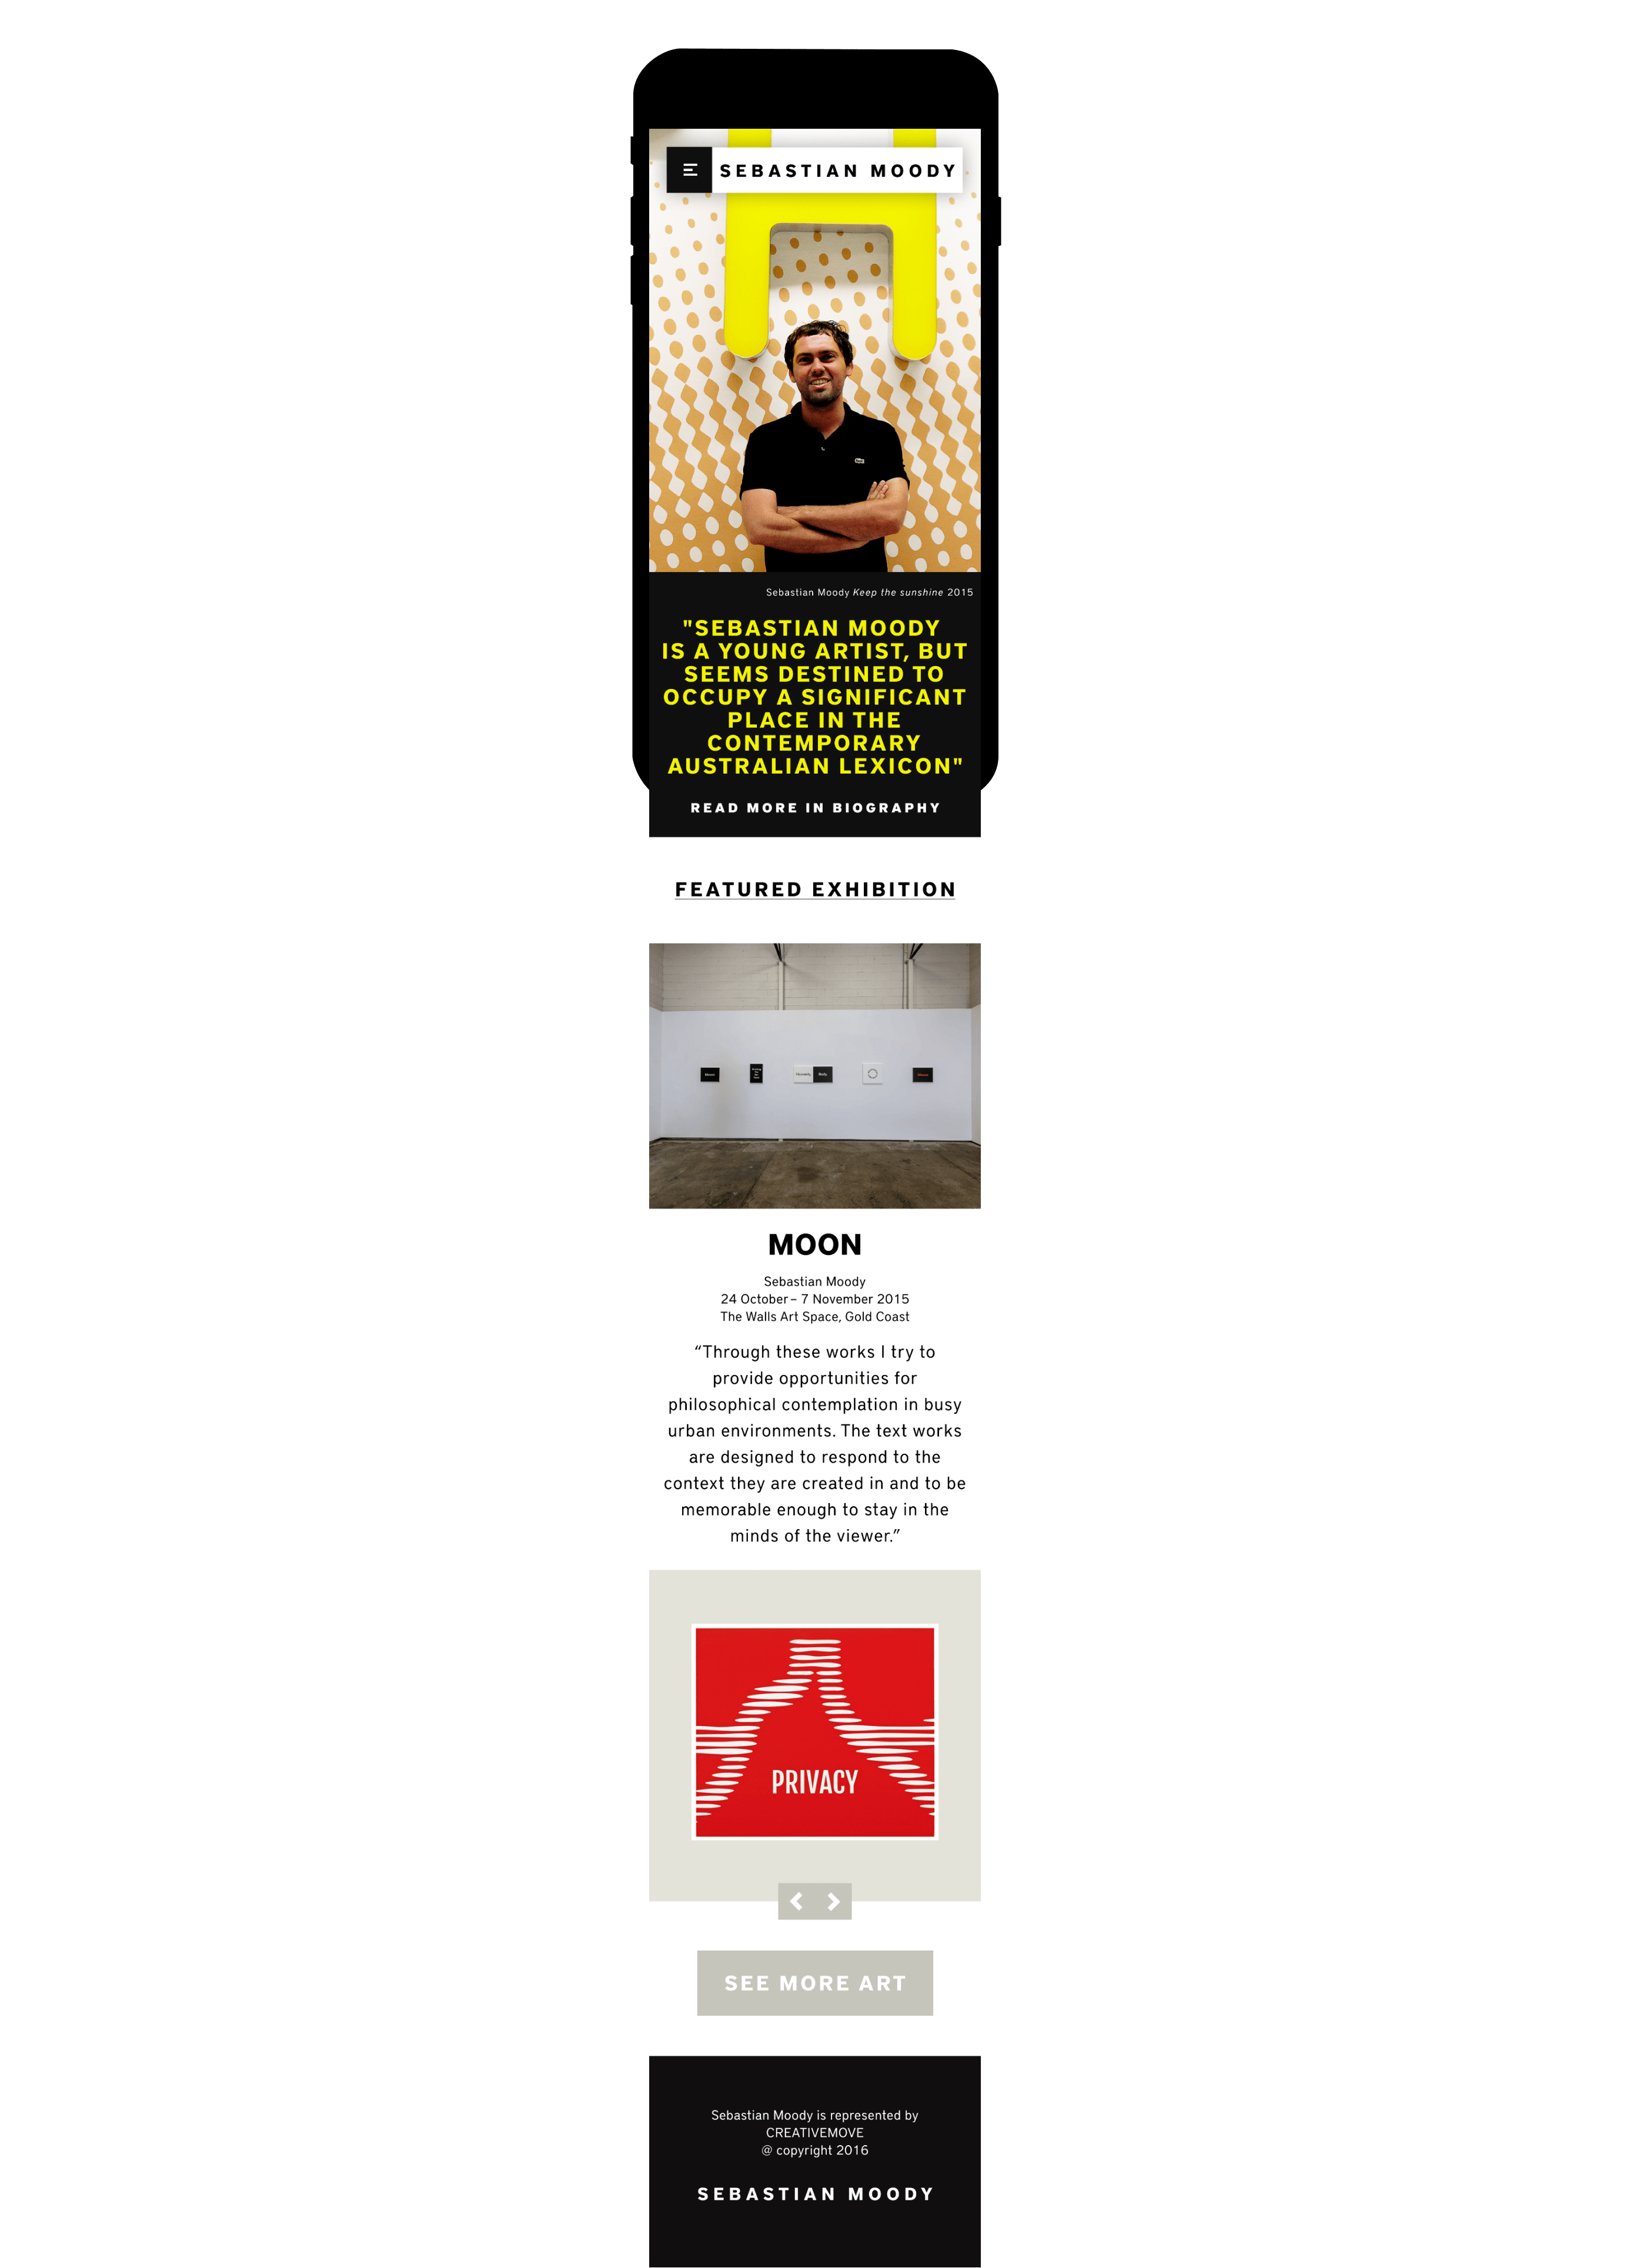 SEBASTIAN MOODY
Sebastian Moody Keep the sunshine 2015
"SEBASTIAN MOODY
IS A YOUNG ARTIST, BUT
SEEMS DESTINED TO
OCCUPY A SIGNIFICANT
PLACE IN THE
CONTEMPORARY
AUSTRALIAN LEXICON"
READ MORE IN BIOGRAPHY
FEATURED EXHIBITION
MOON
Sebastian Moody
24 October – 7 November 2015
The Walls Art Space, Gold Coast
“Through these works I try to
provide opportunities for
philosophical contemplation in busy
urban environments. The text works
are designed to respond to the
context they are created in and to be
memorable enough to stay in the
minds of the viewer.”
PRIVACY
SEE MORE ART
Sebastian Moody is represented by
CREATIVEMOVE
@ copyright 2016
SEBASTIAN MOODY